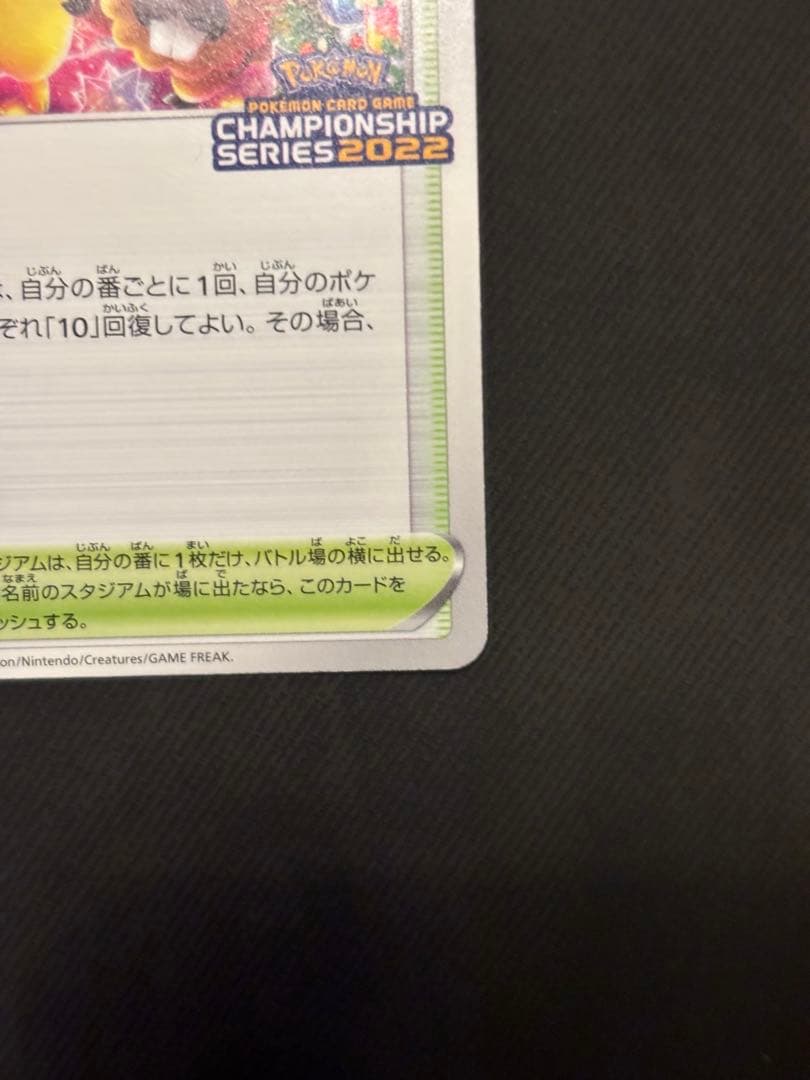 Pokémon
POKÉMON CARD GAME
CHAMPIONSHIP
SERIES 2022
、自分の番ごとに1回、自分のポケ
ぞれ「10」回復してよい。その場合、
ジアムは、自分の番に1枚だけ、バトル場の横に出せる。
名前のスタジアムが場に出たなら、このカードを
ッシュする。
on/Nintendo/Creatures/GAME FREAK.